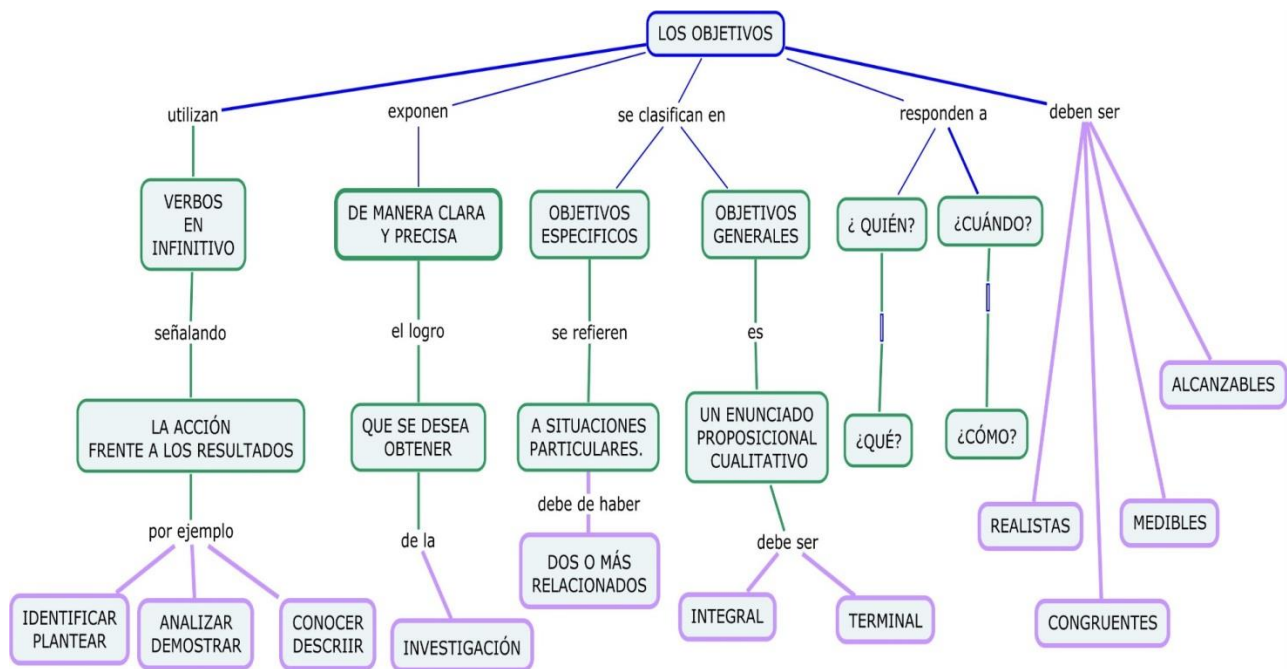 LOS OBJETIVOS
utilizan
exponen
se clasifican en
responden a
deben ser
VERBOS
EN
INFINITIVO
DE MANERA CLARA
Y PRECISA
OBJETIVOS
ESPECIFICOS
OBJETIVOS
GENERALES
¿ QUIÉN?
¿CUÁNDO?
señalando
el logro
se refieren
es
ALCANZABLES
LA ACCIÓN
FRENTE A LOS RESULTADOS
QUE SE DESEA
OBTENER
A SITUACIONES
PARTICULARES.
UN ENUNCIADO
PROPOSICIONAL
CUALITATIVO
¿QUÉ?
¿CÓMO?
por ejemplo
de la
debe de haber
debe ser
REALISTAS
MEDIBLES
IDENTIFICAR
PLANTEAR
ANALIZAR
DEMOSTRAR
CONOCER
DESCRIIR
INVESTIGACIÓN
DOS O MÁS
RELACIONADOS
INTEGRAL
TERMINAL
CONGRUENTES